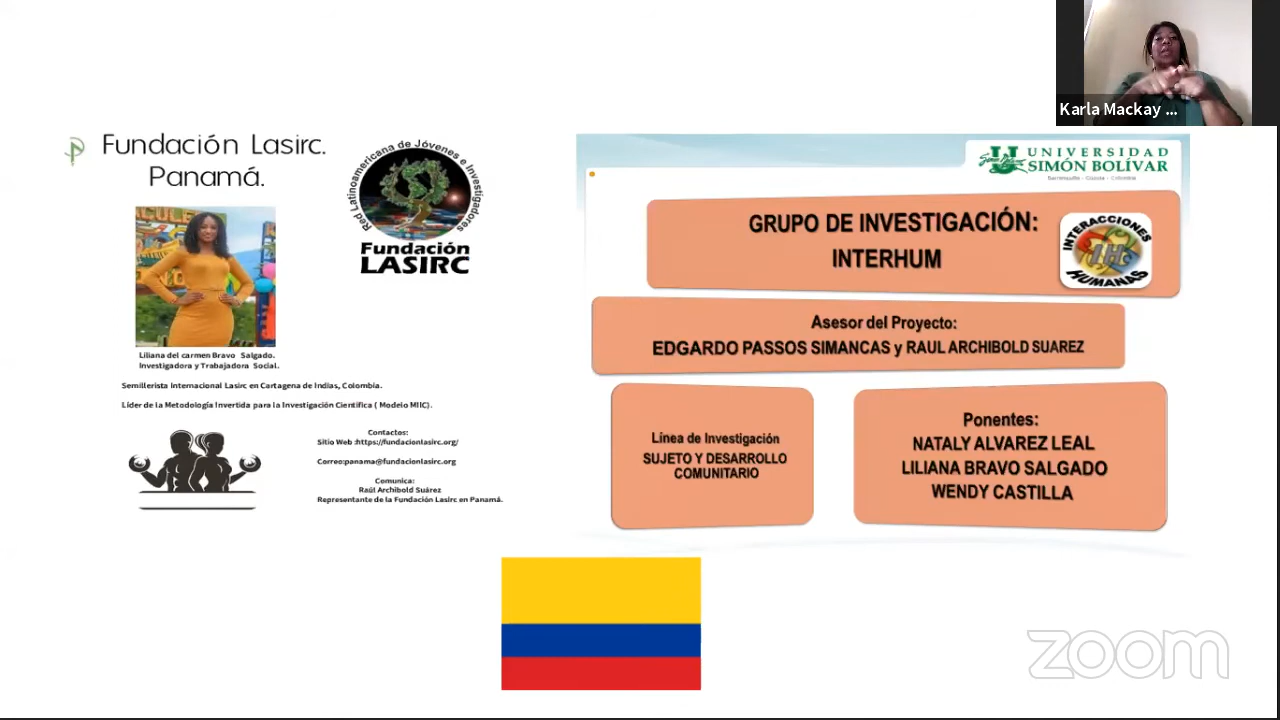 Karla Mackay ...
Fundación Lasirc.
Panamá.
Red Latinoamericana de Jóvenes e Investigadores
Fundación
LASIRC
Liliana del carmen Bravo Salgado.
Investigadora y Trabajadora Social.
Semillerista Internacional Lasirc en Cartagena de Indias, Colombia.
Líder de la Metodología Invertida para la Investigación Científica ( Modelo MIIC).
Contactos:
Sitio Web :https://fundacionlasirc.org/
Correo:panama@fundacionlasirc.org
Comunica:
Raúl Archibold Suárez
Representante de la Fundación Lasirc en Panamá.
UNIVERSIDAD
SIMÓN BOLÍVAR
Barranquilla - Cúcuta - Colombia
GRUPO DE INVESTIGACIÓN:
INTERHUM
INTERACCIONES
IH
HUMANAS
Asesor del Proyecto:
EDGARDO PASSOS SIMANCAS y RAUL ARCHIBOLD SUAREZ
Línea de Investigación
SUJETO Y DESARROLLO
COMUNITARIO
Ponentes:
NATALY ALVAREZ LEAL
LILIANA BRAVO SALGADO
WENDY CASTILLA
zoom